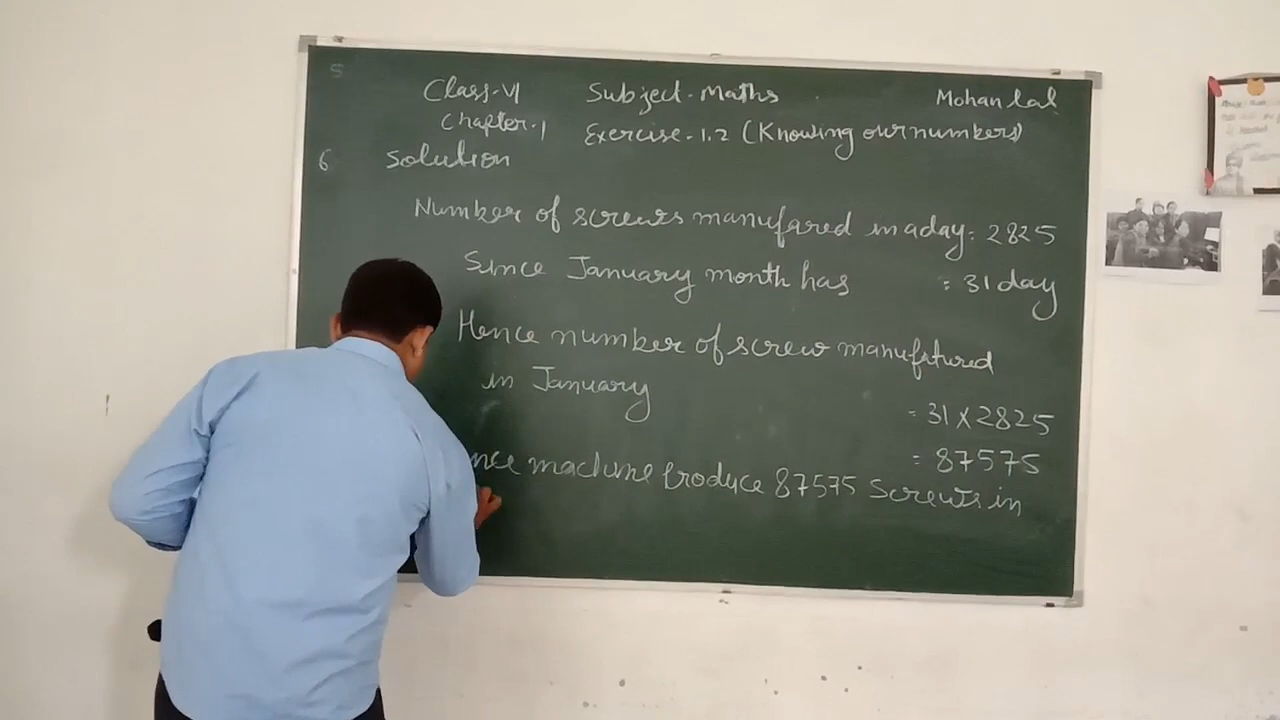 5
Class-VI Subject-Maths Mohan lal
Chapter-1 Exercise-1.2 (Knowing our numbers)
6 Solution
Number of screws manufared in a day = 2825
Since January month has = 31 day
Hence number of screw manufatured
in January
= 31 × 2825
= 87575
nce machine produce 87575 Screws in